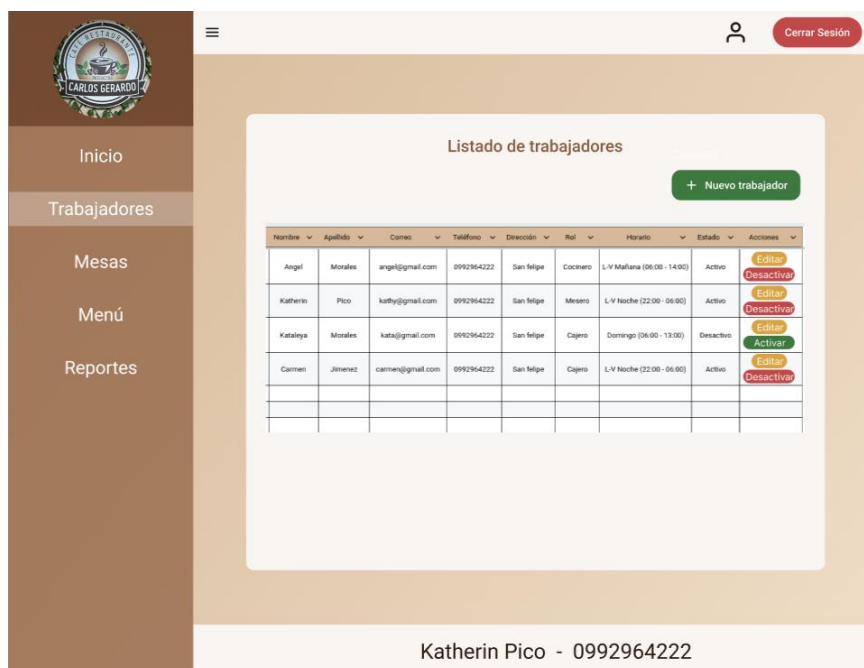 CAFÉ RESTAURANTE
CARLOS GERARDO
Cerrar Sesión
Inicio
Trabajadores
Mesas
Menú
Reportes
Listado de trabajadores
+ Nuevo trabajador
Nombre Apellido Correo Teléfono Dirección Rol Horario Estado Acciones
Angel Morales angel@gmail.com 0992964222 San felipe Cocinero L-V Mañana (06:00 - 14:00) Activo Editar
Desactivar
Katherin Pico kathy@gmail.com 0992964222 San felipe Mesero L-V Noche (22:00 - 06:00) Activo Editar
Desactivar
Kataleya Morales kata@gmail.com 0992964222 San felipe Cajero Domingo (06:00 - 13:00) Desactivo Editar
Activar
Carmen Jimenez carmen@gmail.com 0992964222 San felipe Cajero L-V Noche (22:00 - 06:00) Activo Editar
Desactivar
Katherin Pico - 0992964222